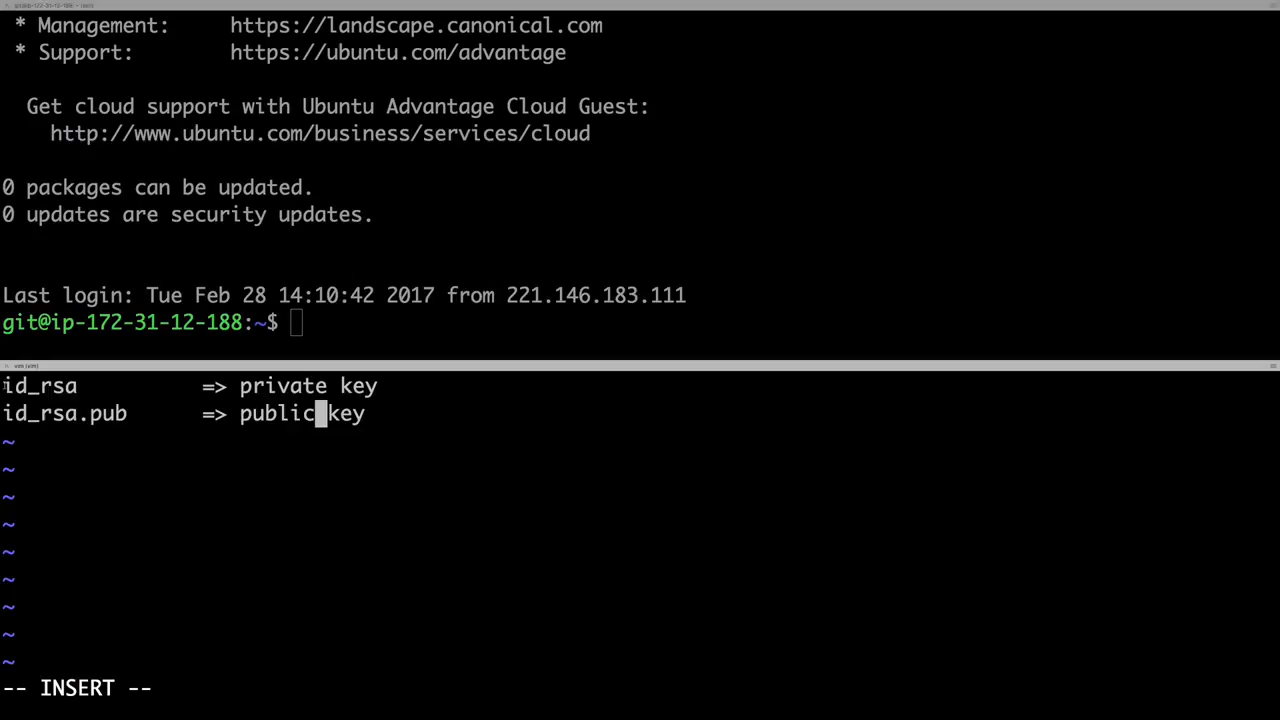 * Management:     https://landscape.canonical.com
* Support:        https://ubuntu.com/advantage
Get cloud support with Ubuntu Advantage Cloud Guest:
http://www.ubuntu.com/business/services/cloud
0 packages can be updated.
0 updates are security updates.
Last login: Tue Feb 28 14:10:42 2017 from 221.146.183.111
git@ip-172-31-12-188:~$
id_rsa          => private key
id_rsa.pub      => public key
~
~
~
~
~
~
~
~
~
-- INSERT --